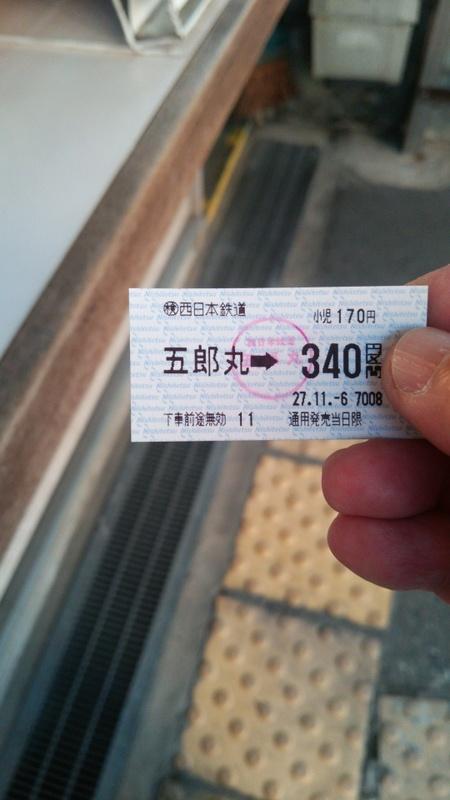 ㊑西日本鉄道
小児 170円
五郎丸➡340円区間
27.11.-6 7008
下車前途無効 11 通用発売当日限